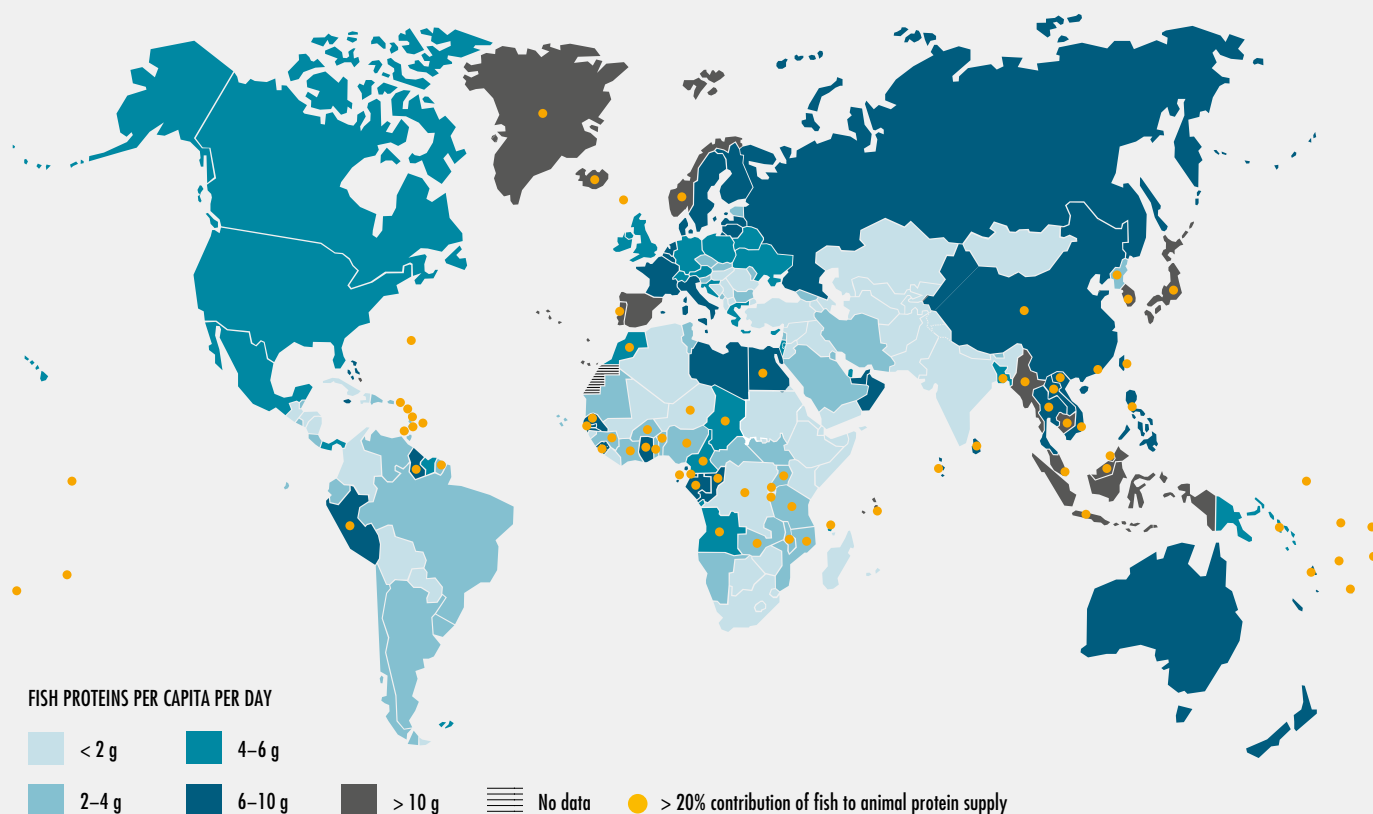 FISH PROTEINS PER CAPITA PER DAY
< 2 g
4–6 g
2–4 g
6–10 g
> 10 g
No data
> 20% contribution of fish to animal protein supply